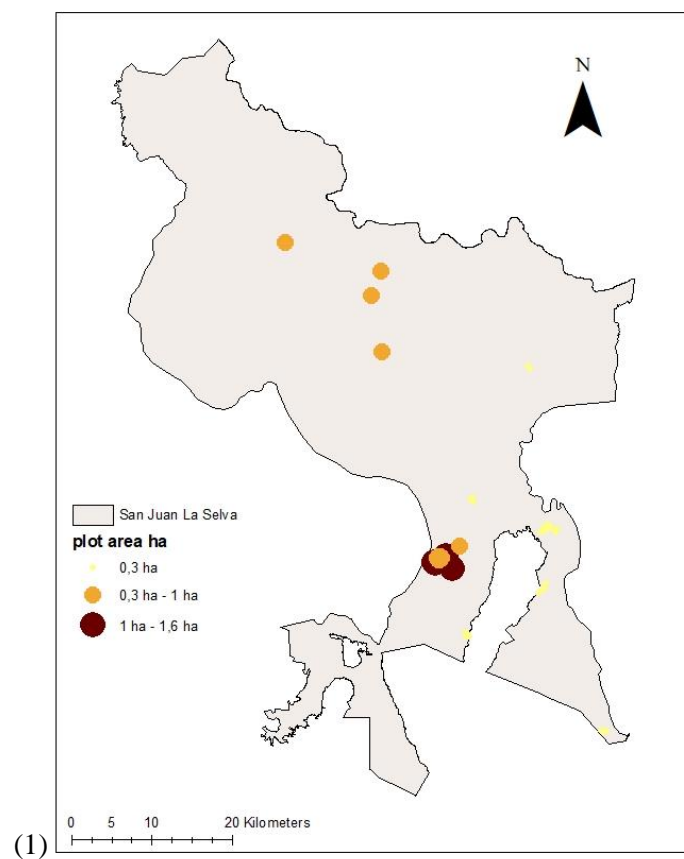 N
San Juan La Selva
plot area ha
0,3 ha
0,3 ha - 1 ha
1 ha - 1,6 ha
0 5 10 20 Kilometers
(1)